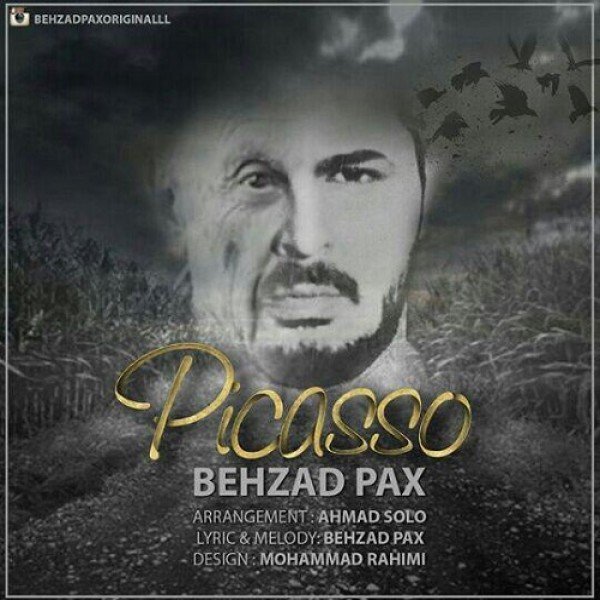 BEHZADPAXORIGINALLL
Picasso
BEHZAD PAX
ARRANGEMENT : AHMAD SOLO
LYRIC & MELODY: BEHZAD PAX
DESIGN : MOHAMMAD RAHIMI